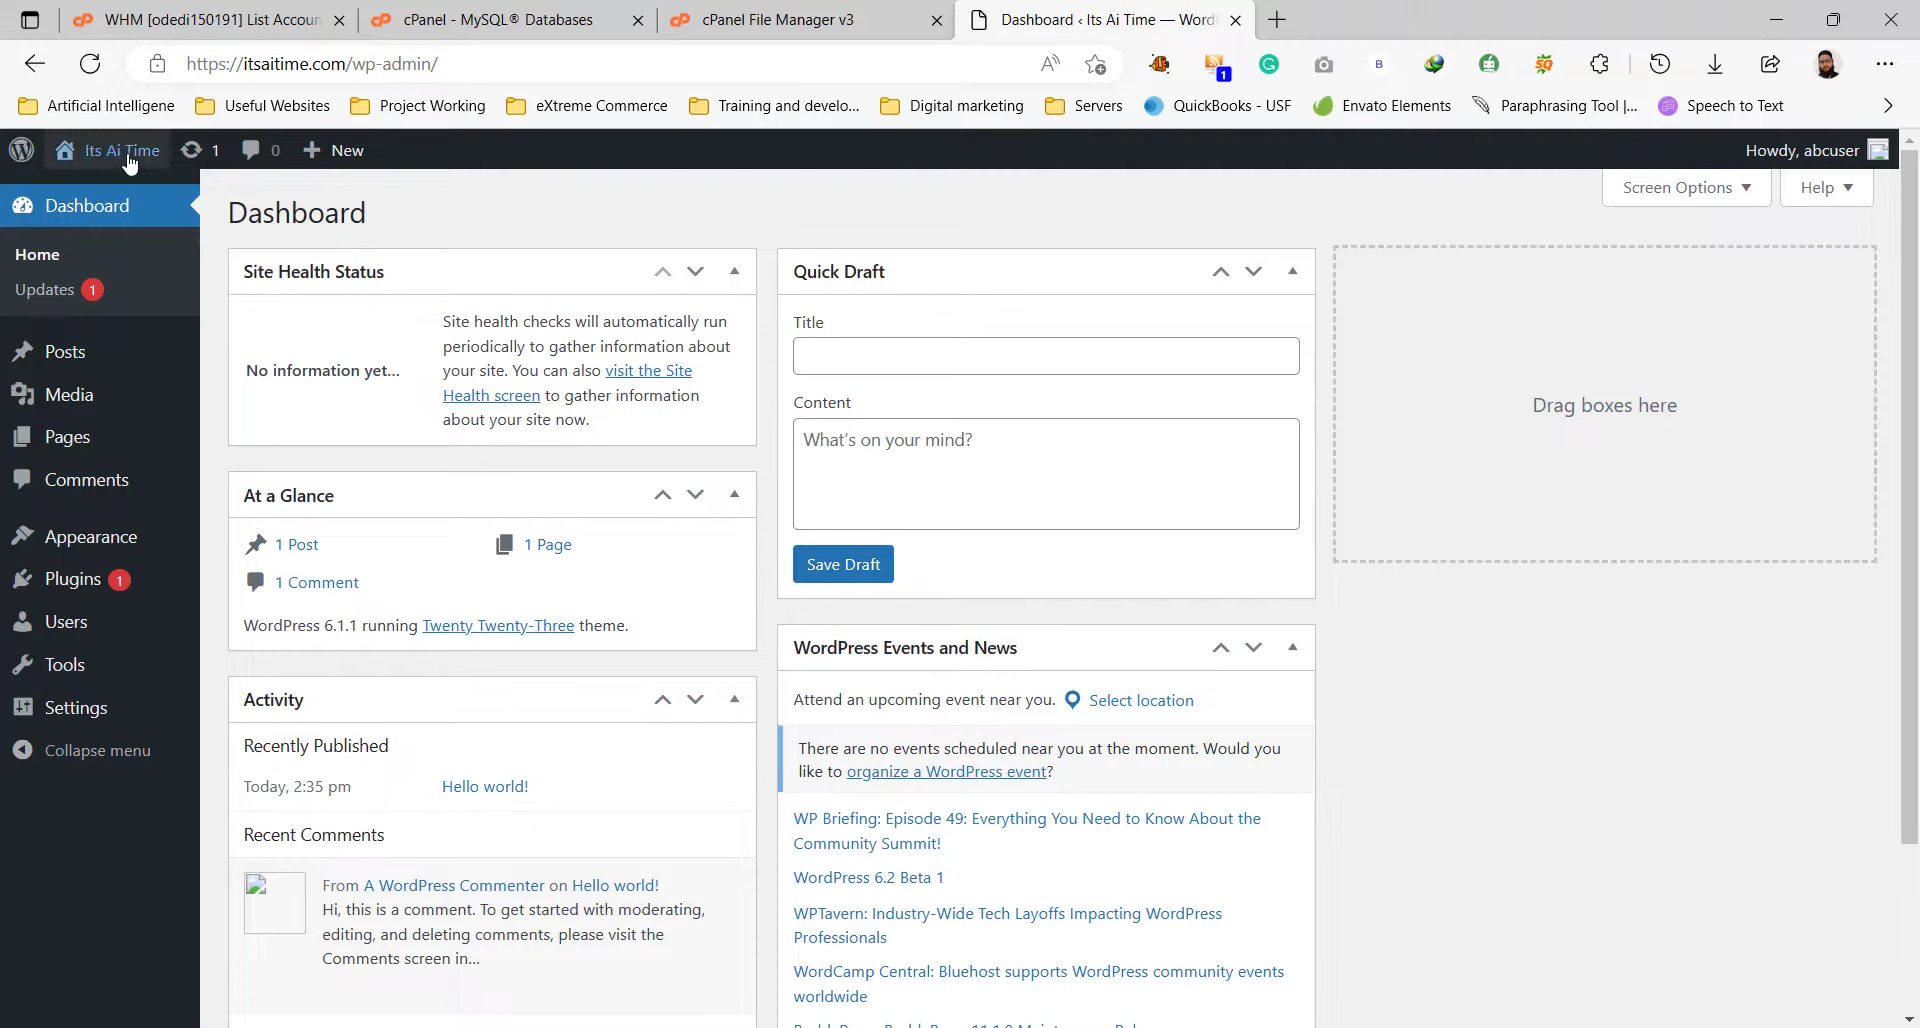 WHM [odedi150191] List Accoun
cPanel - MySQL® Databases
cPanel File Manager v3
Dashboard ‹ Its Ai Time — Word
https://itsaitime.com/wp-admin/
A
1
G
B
SQ
Artificial Intelligene
Useful Websites
Project Working
eXtreme Commerce
Training and develo...
Digital marketing
Servers
QuickBooks - USF
Envato Elements
Paraphrasing Tool |...
Speech to Text
Its Ai Time
1
0
New
Howdy, abcuser
Dashboard
Home
Updates 1
Posts
Media
Pages
Comments
Appearance
Plugins 1
Users
Tools
Settings
Collapse menu
Screen Options
Help
Dashboard
Site Health Status
No information yet...
Site health checks will automatically run
periodically to gather information about
your site. You can also visit the Site
Health screen to gather information
about your site now.
At a Glance
1 Post
1 Page
1 Comment
WordPress 6.1.1 running Twenty Twenty-Three theme.
Activity
Recently Published
Today, 2:35 pm
Hello world!
Recent Comments
From A WordPress Commenter on Hello world!
Hi, this is a comment. To get started with moderating,
editing, and deleting comments, please visit the
Comments screen in...
Quick Draft
Title
Content
What's on your mind?
Save Draft
WordPress Events and News
Attend an upcoming event near you.
Select location
There are no events scheduled near you at the moment. Would you
like to organize a WordPress event?
WP Briefing: Episode 49: Everything You Need to Know About the
Community Summit!
WordPress 6.2 Beta 1
WPTavern: Industry-Wide Tech Layoffs Impacting WordPress
Professionals
WordCamp Central: Bluehost supports WordPress community events
worldwide
Drag boxes here